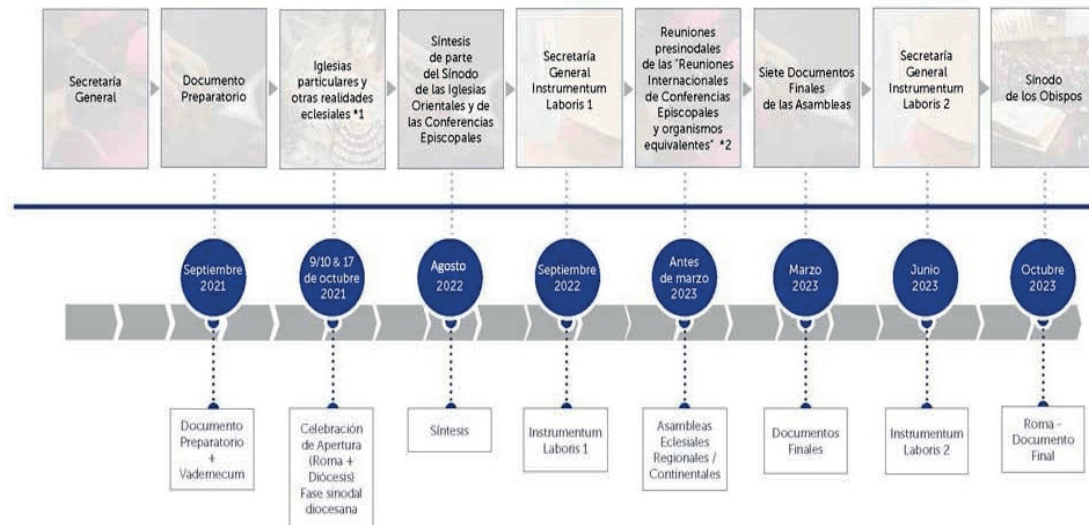 Secretaría
General
Documento
Preparatorio
Iglesias
particulares y
otras realidades
eclesiales *1
Síntesis
de parte
del Sínodo
de las Iglesias
Orientales y de
las Conferencias
Episcopales
Secretaría
General
Instrumentum
Laboris 1
Reuniones
presinodales
de las "Reuniones
Internacionales
de Conferencias
Episcopales
y organismos
equivalentes" *2
Siete Documentos
Finales
de las Asambleas
Secretaría
General
Instrumentum
Laboris 2
Sínodo
de los Obispos
Septiembre
2021
9/10 & 17
de octubre
2021
Agosto
2022
Septiembre
2022
Antes
de marzo
2023
Marzo
2023
Junio
2023
Octubre
2023
Documento
Preparatorio
+
Vademecum
Celebración
de Apertura
(Roma +
Diócesis)
Fase sinodal
diocesana
Síntesis
Instrumentum
Laboris 1
Asambleas
Eclesiales
Regionales /
Continentales
Documentos
Finales
Instrumentum
Laboris 2
Roma -
Documento
Final